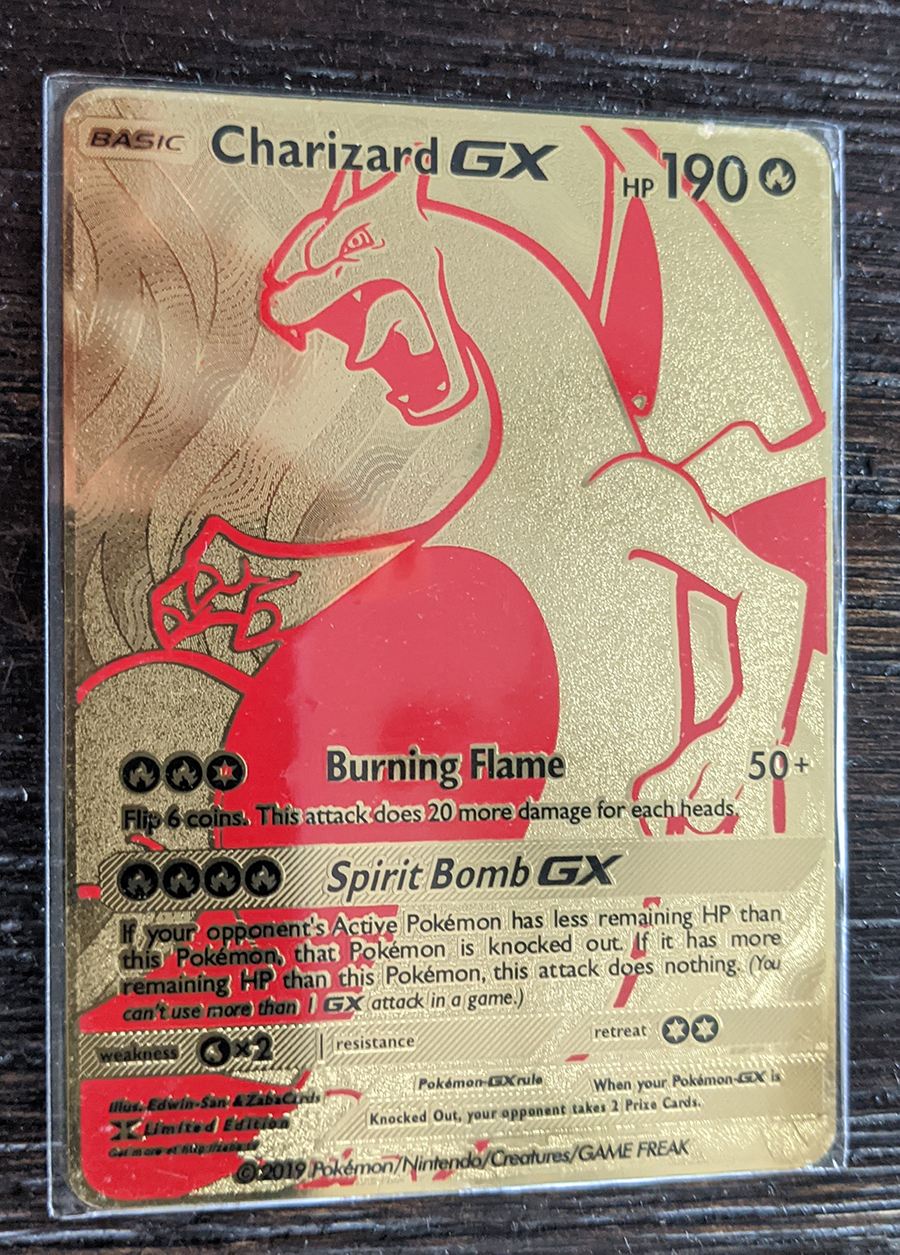 BASIC Charizard GX HP 190
Burning Flame 50+
Flip 6 coins. This attack does 20 more damage for each heads.
Spirit Bomb GX
If your opponent's Active Pokémon has less remaining HP than
this Pokémon, that Pokémon is knocked out. If it has more
remaining HP than this Pokémon, this attack does nothing. (You
can't use more than 1 GX attack in a game.)
weakness ×2 resistance retreat
Pokémon-GX rule When your Pokémon-GX is
Knocked Out, your opponent takes 2 Prize Cards.
Illus. Edwin-San & ZabaCards
X Limited Edition
Get more at
©2019 Pokémon/Nintendo/Creatures/GAME FREAK